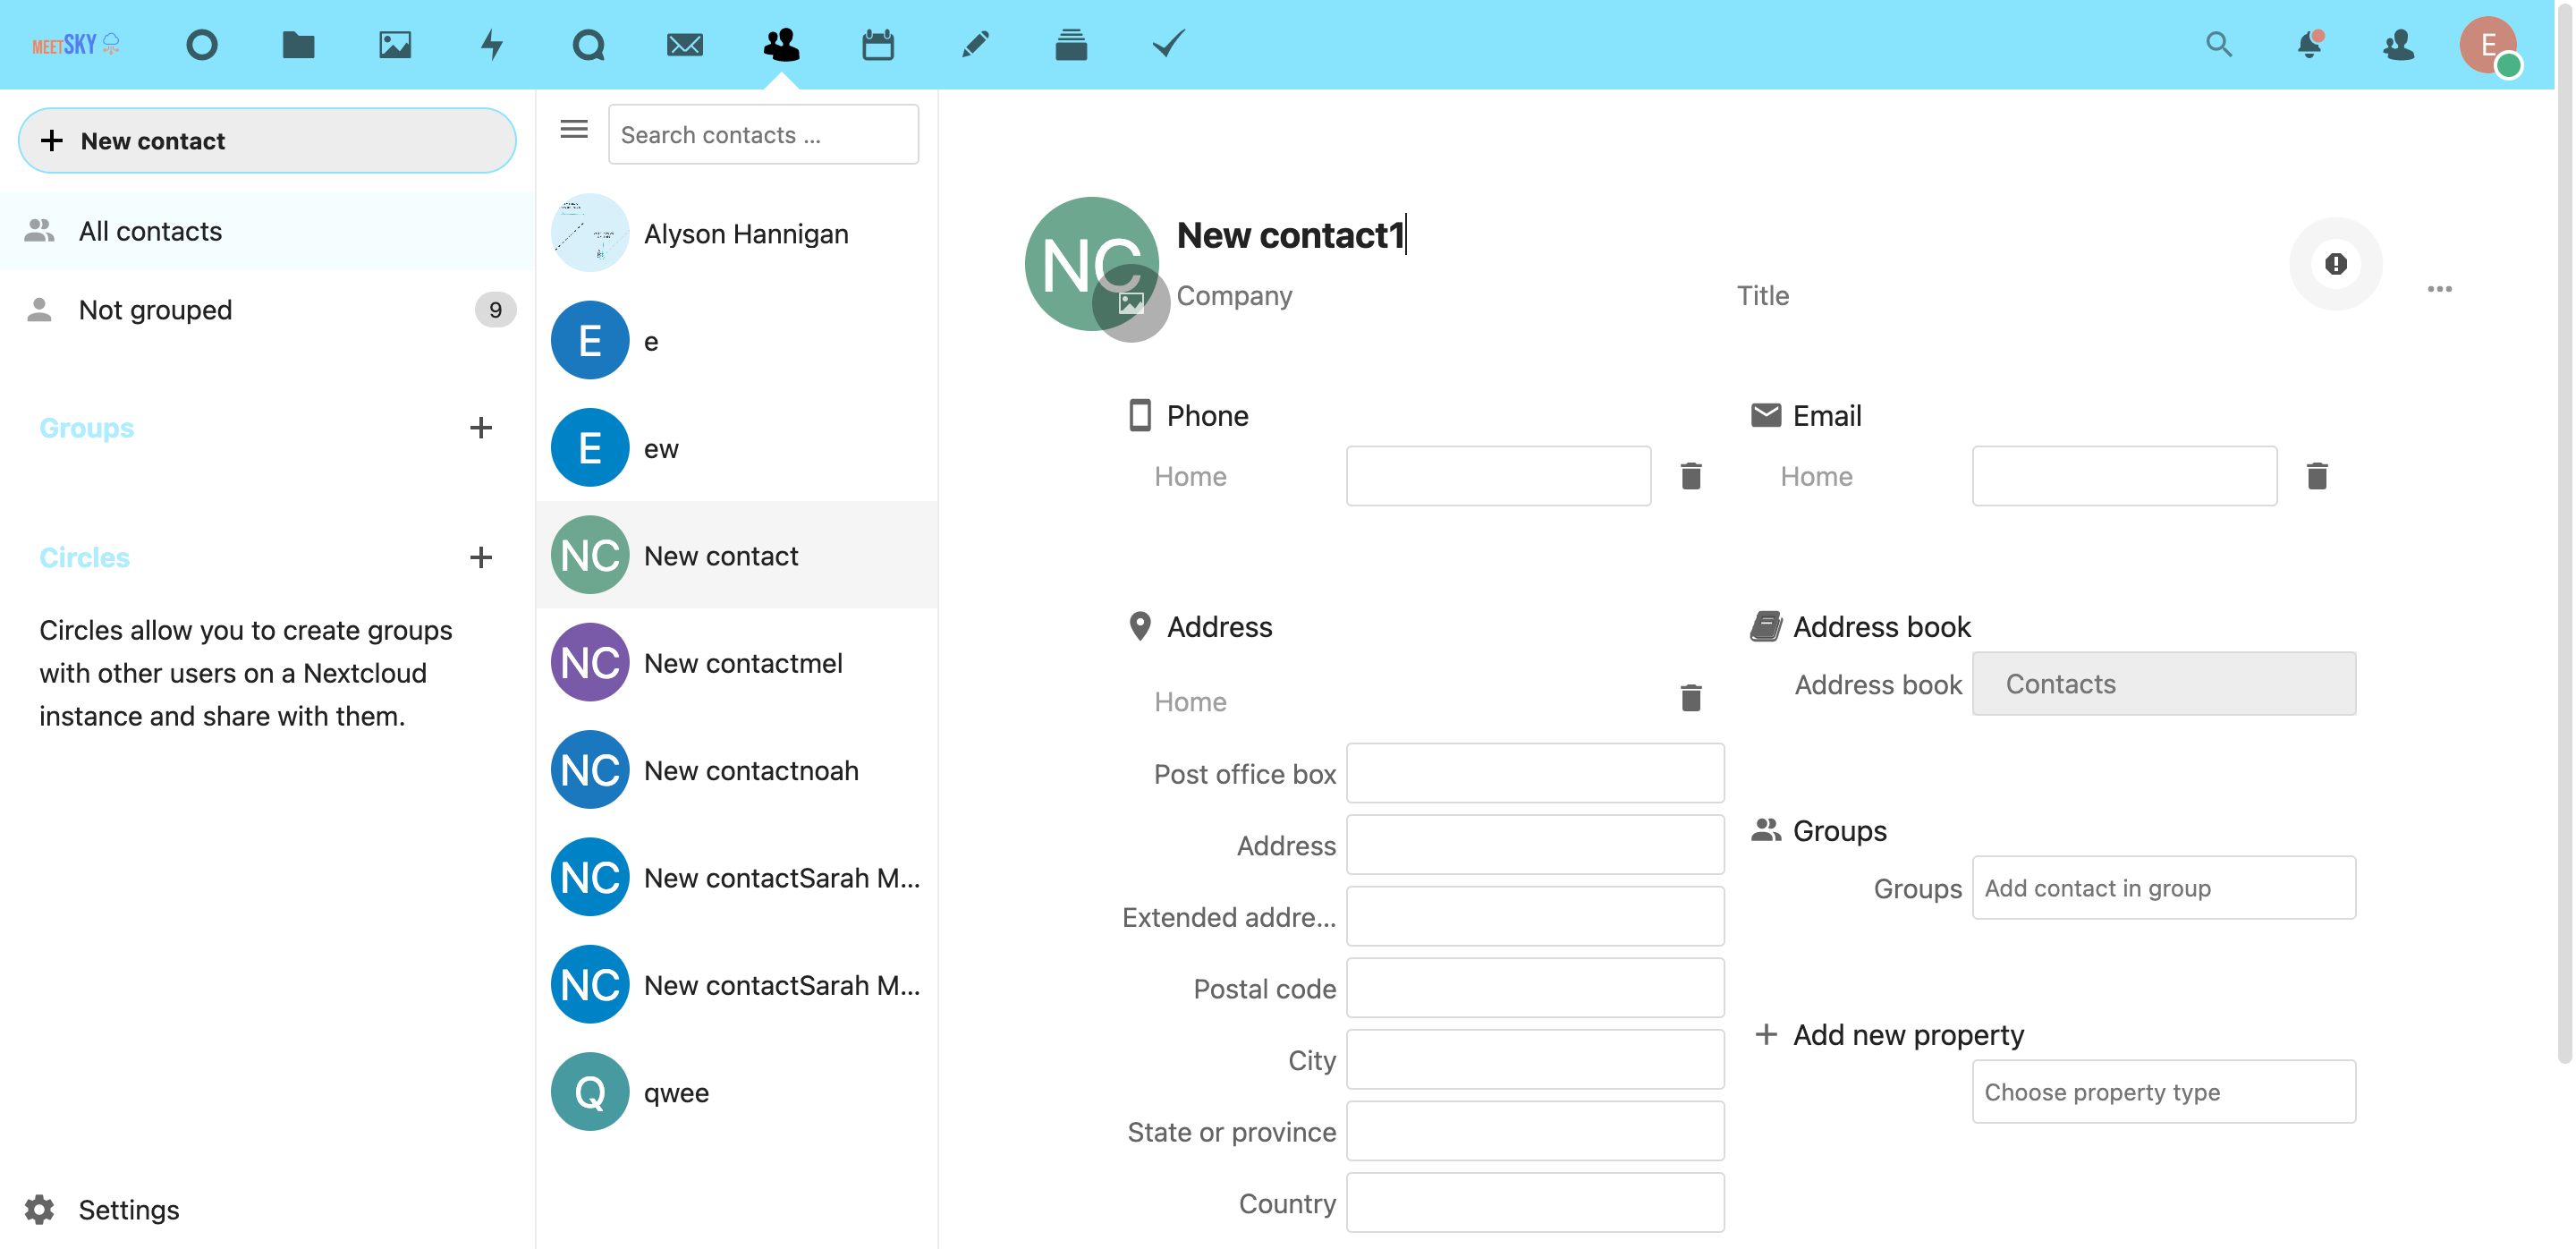 MEETSKY
E
New contact
All contacts
Not grouped
9
Groups
Circles
Circles allow you to create groups
with other users on a Nextcloud
instance and share with them.
Settings
Search contacts ...
Alyson Hannigan
E
e
E
ew
NC
New contact
NC
New contactmel
NC
New contactnoah
NC
New contactSarah M...
NC
New contactSarah M...
Q
qwee
NC
New contact1
Company
Title
Phone
Home
Email
Home
Address
Home
Post office box
Address
Extended addre...
Postal code
City
State or province
Country
Address book
Address book
Contacts
Groups
Groups
Add contact in group
Add new property
Choose property type